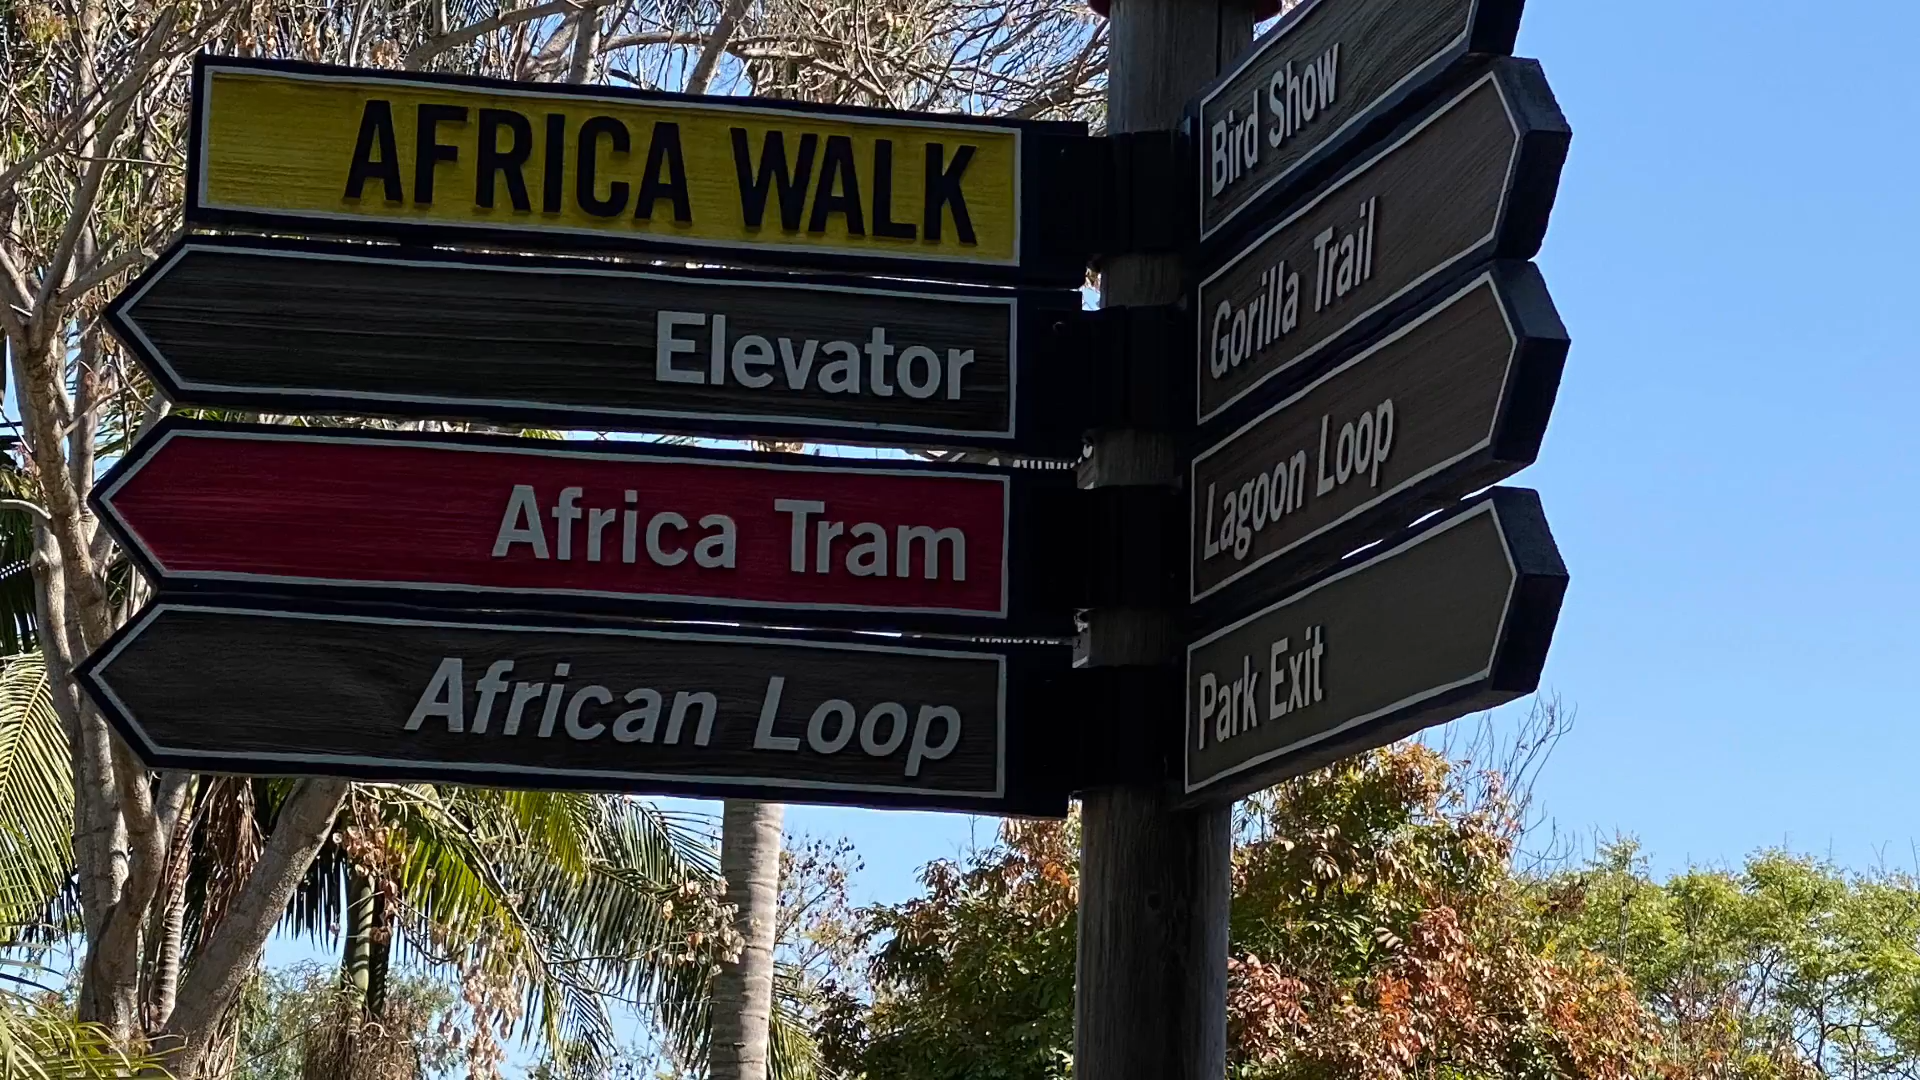 AFRICA WALK
Elevator
Africa Tram
African Loop
Bird Show
Gorilla Trail
Lagoon Loop
Park Exit